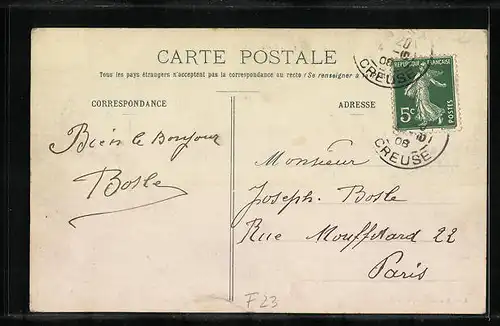 CARTE POSTALE
Tous les pays étrangers n'acceptent pas la correspondance au recto (Se renseigner à
CORRESPONDANCE
ADRESSE
REPUBLIQUE FRANÇAISE
5c
CREUSE
08
CREUSE
08
Bien le Bonjour
Bosle
Monsieur
Joseph. Bosle
Rue Mouffetard 22
Paris
F23